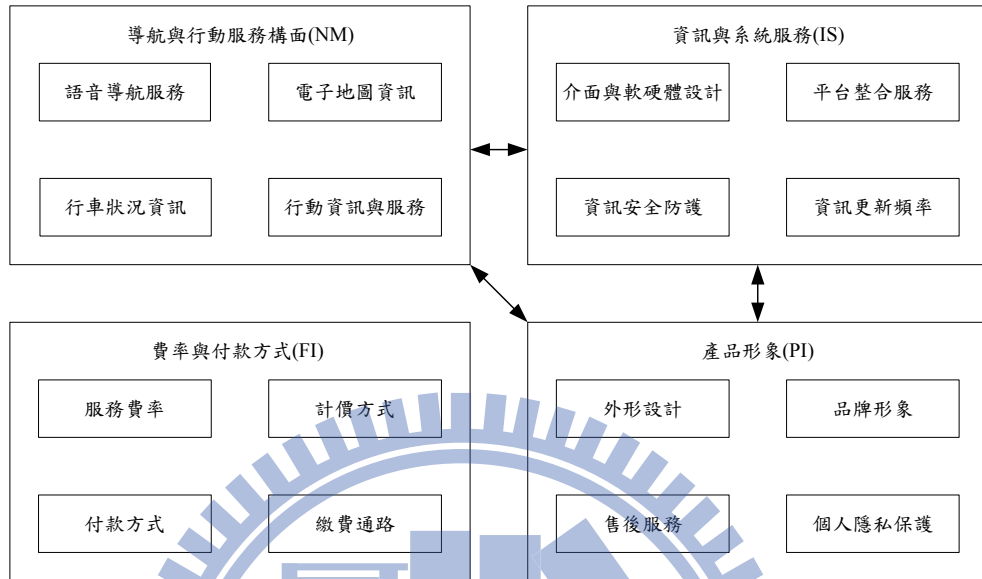 導航與行動服務構面(NM)
語音導航服務
電子地圖資訊
行車狀況資訊
行動資訊與服務
資訊與系統服務(IS)
介面與軟硬體設計
平台整合服務
資訊安全防護
資訊更新頻率
費率與付款方式(FI)
服務費率
計價方式
付款方式
繳費通路
產品形象(PI)
外形設計
品牌形象
售後服務
個人隱私保護